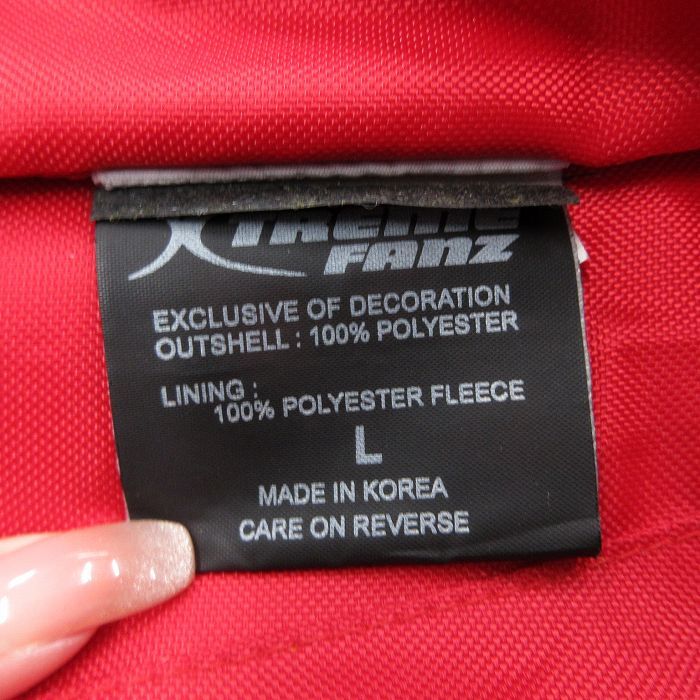 XTREME
FANZ
EXCLUSIVE OF DECORATION
OUTSHELL : 100% POLYESTER
LINING :
100% POLYESTER FLEECE
L
MADE IN KOREA
CARE ON REVERSE